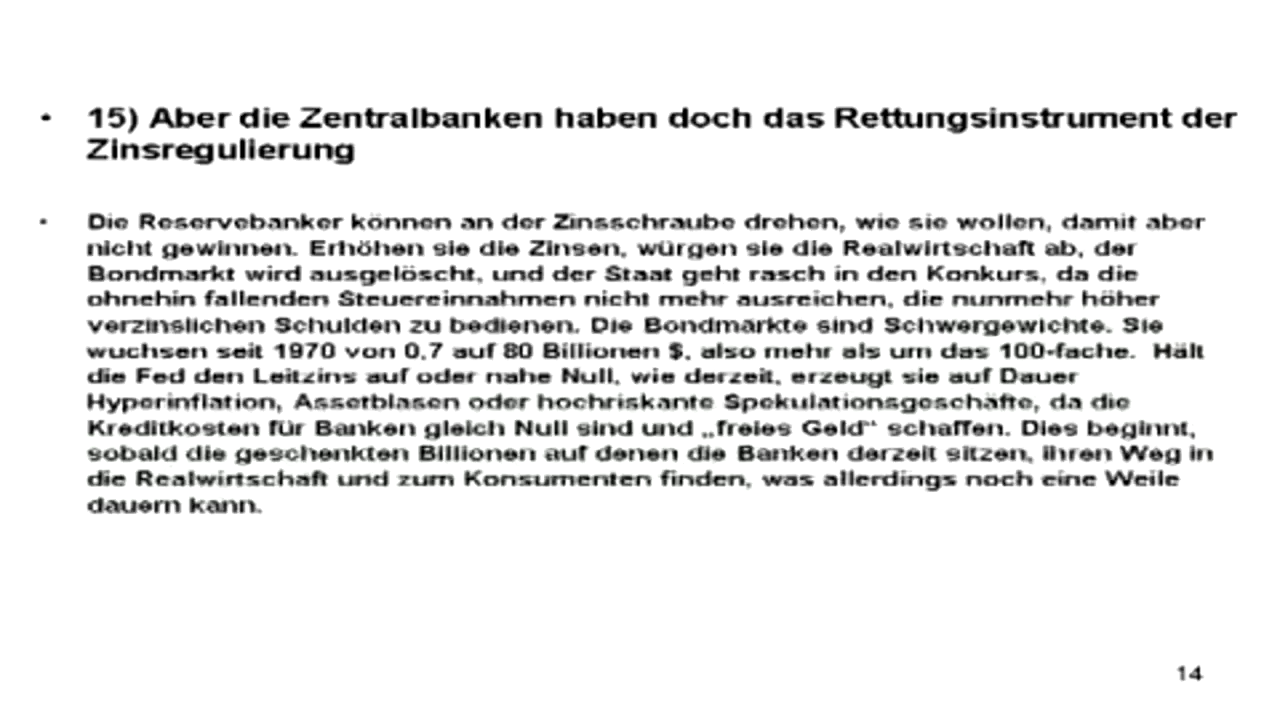 • 15) Aber die Zentralbanken haben doch das Rettungsinstrument der
Zinsregulierung
• Die Reservebanker können an der Zinsschraube drehen, wie sie wollen, damit aber
nicht gewinnen. Erhöhen sie die Zinsen, würgen sie die Realwirtschaft ab, der
Bondmarkt wird ausgelöscht, und der Staat geht rasch in den Konkurs, da die
ohnehin fallenden Steuereinnahmen nicht mehr ausreichen, die nunmehr höher
verzinslichen Schulden zu bedienen. Die Bondmärkte sind Schwergewichte. Sie
wuchsen seit 1970 von 0,7 auf 80 Billionen $, also mehr als um das 100-fache. Hält
die Fed den Leitzins auf oder nahe Null, wie derzeit, erzeugt sie auf Dauer
Hyperinflation, Assetblasen oder hochriskante Spekulationsgeschäfte, da die
Kreditkosten für Banken gleich Null sind und „freies Geld“ schaffen. Dies beginnt,
sobald die geschenkten Billionen auf denen die Banken derzeit sitzen, ihren Weg in
die Realwirtschaft und zum Konsumenten finden, was allerdings noch eine Weile
dauern kann.
14